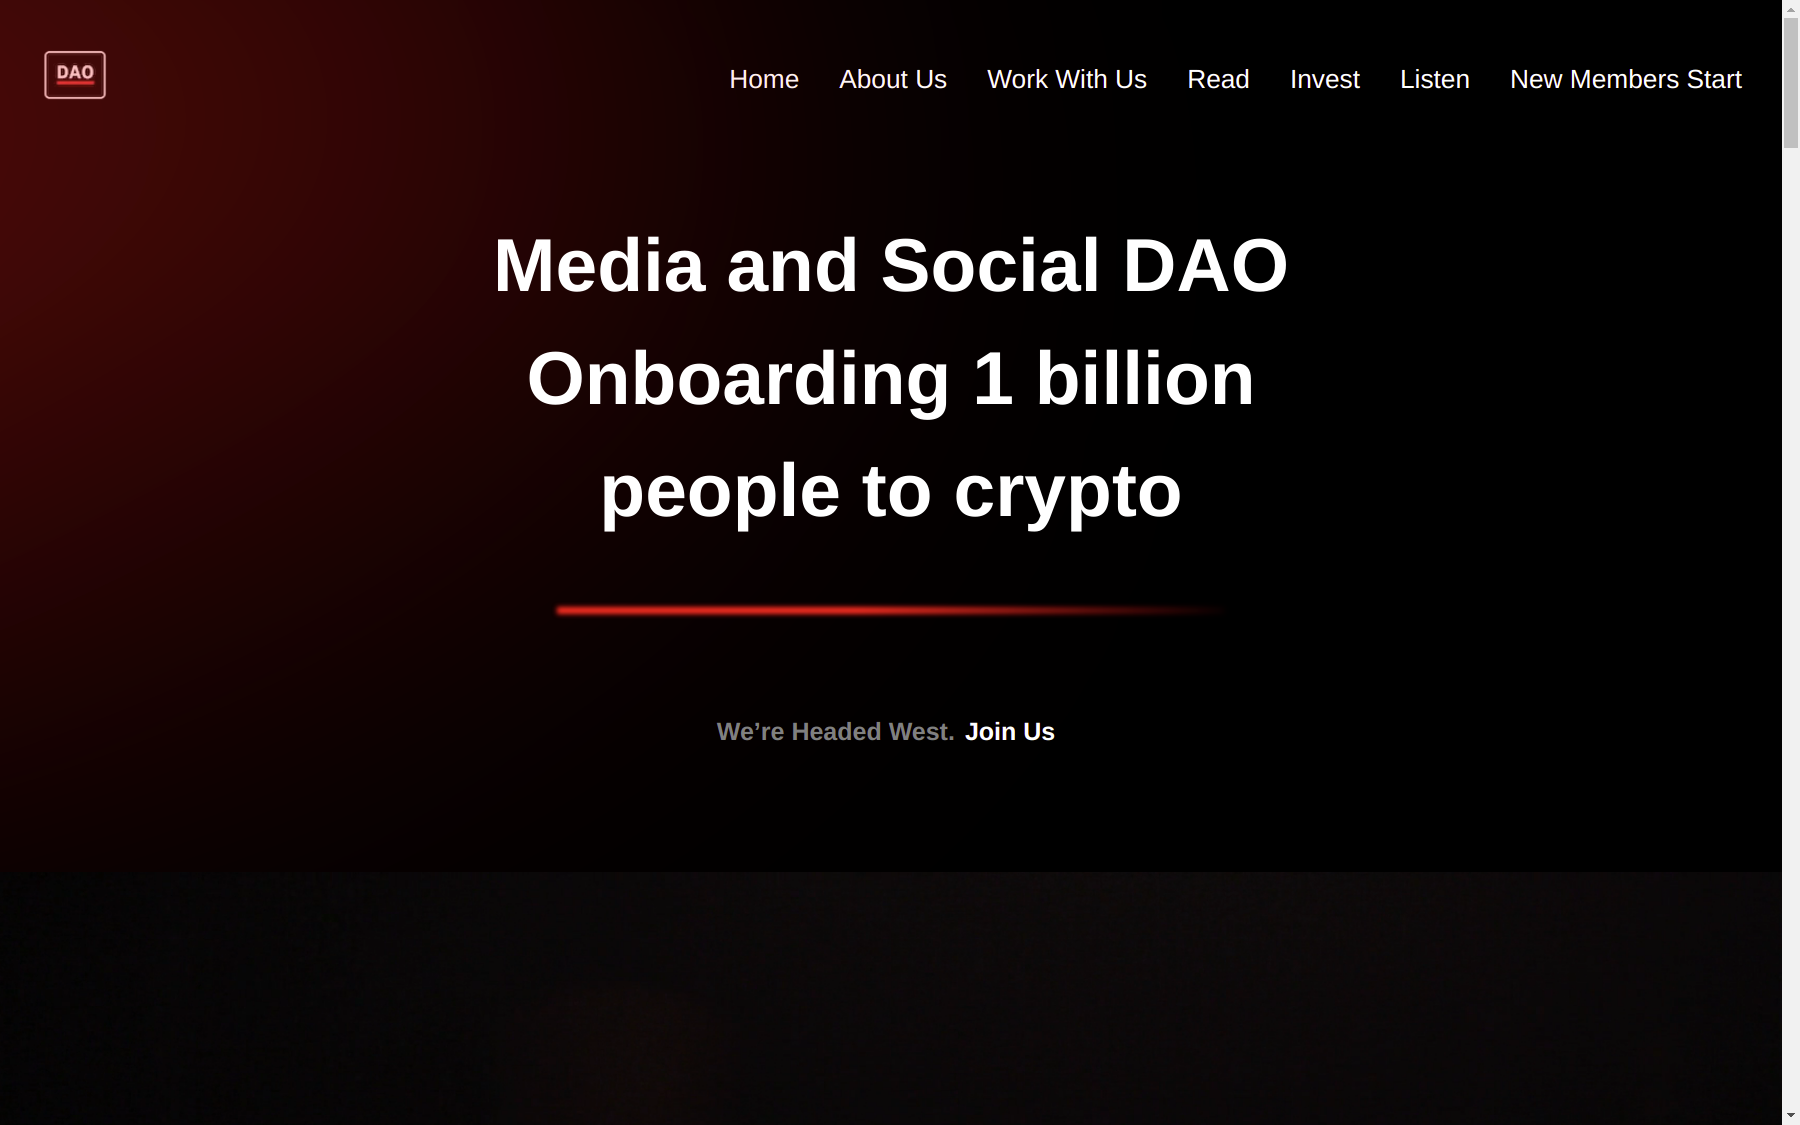 DAO
Home About Us Work With Us Read Invest Listen New Members Start
Media and Social DAO
Onboarding 1 billion
people to crypto
We’re Headed West. Join Us